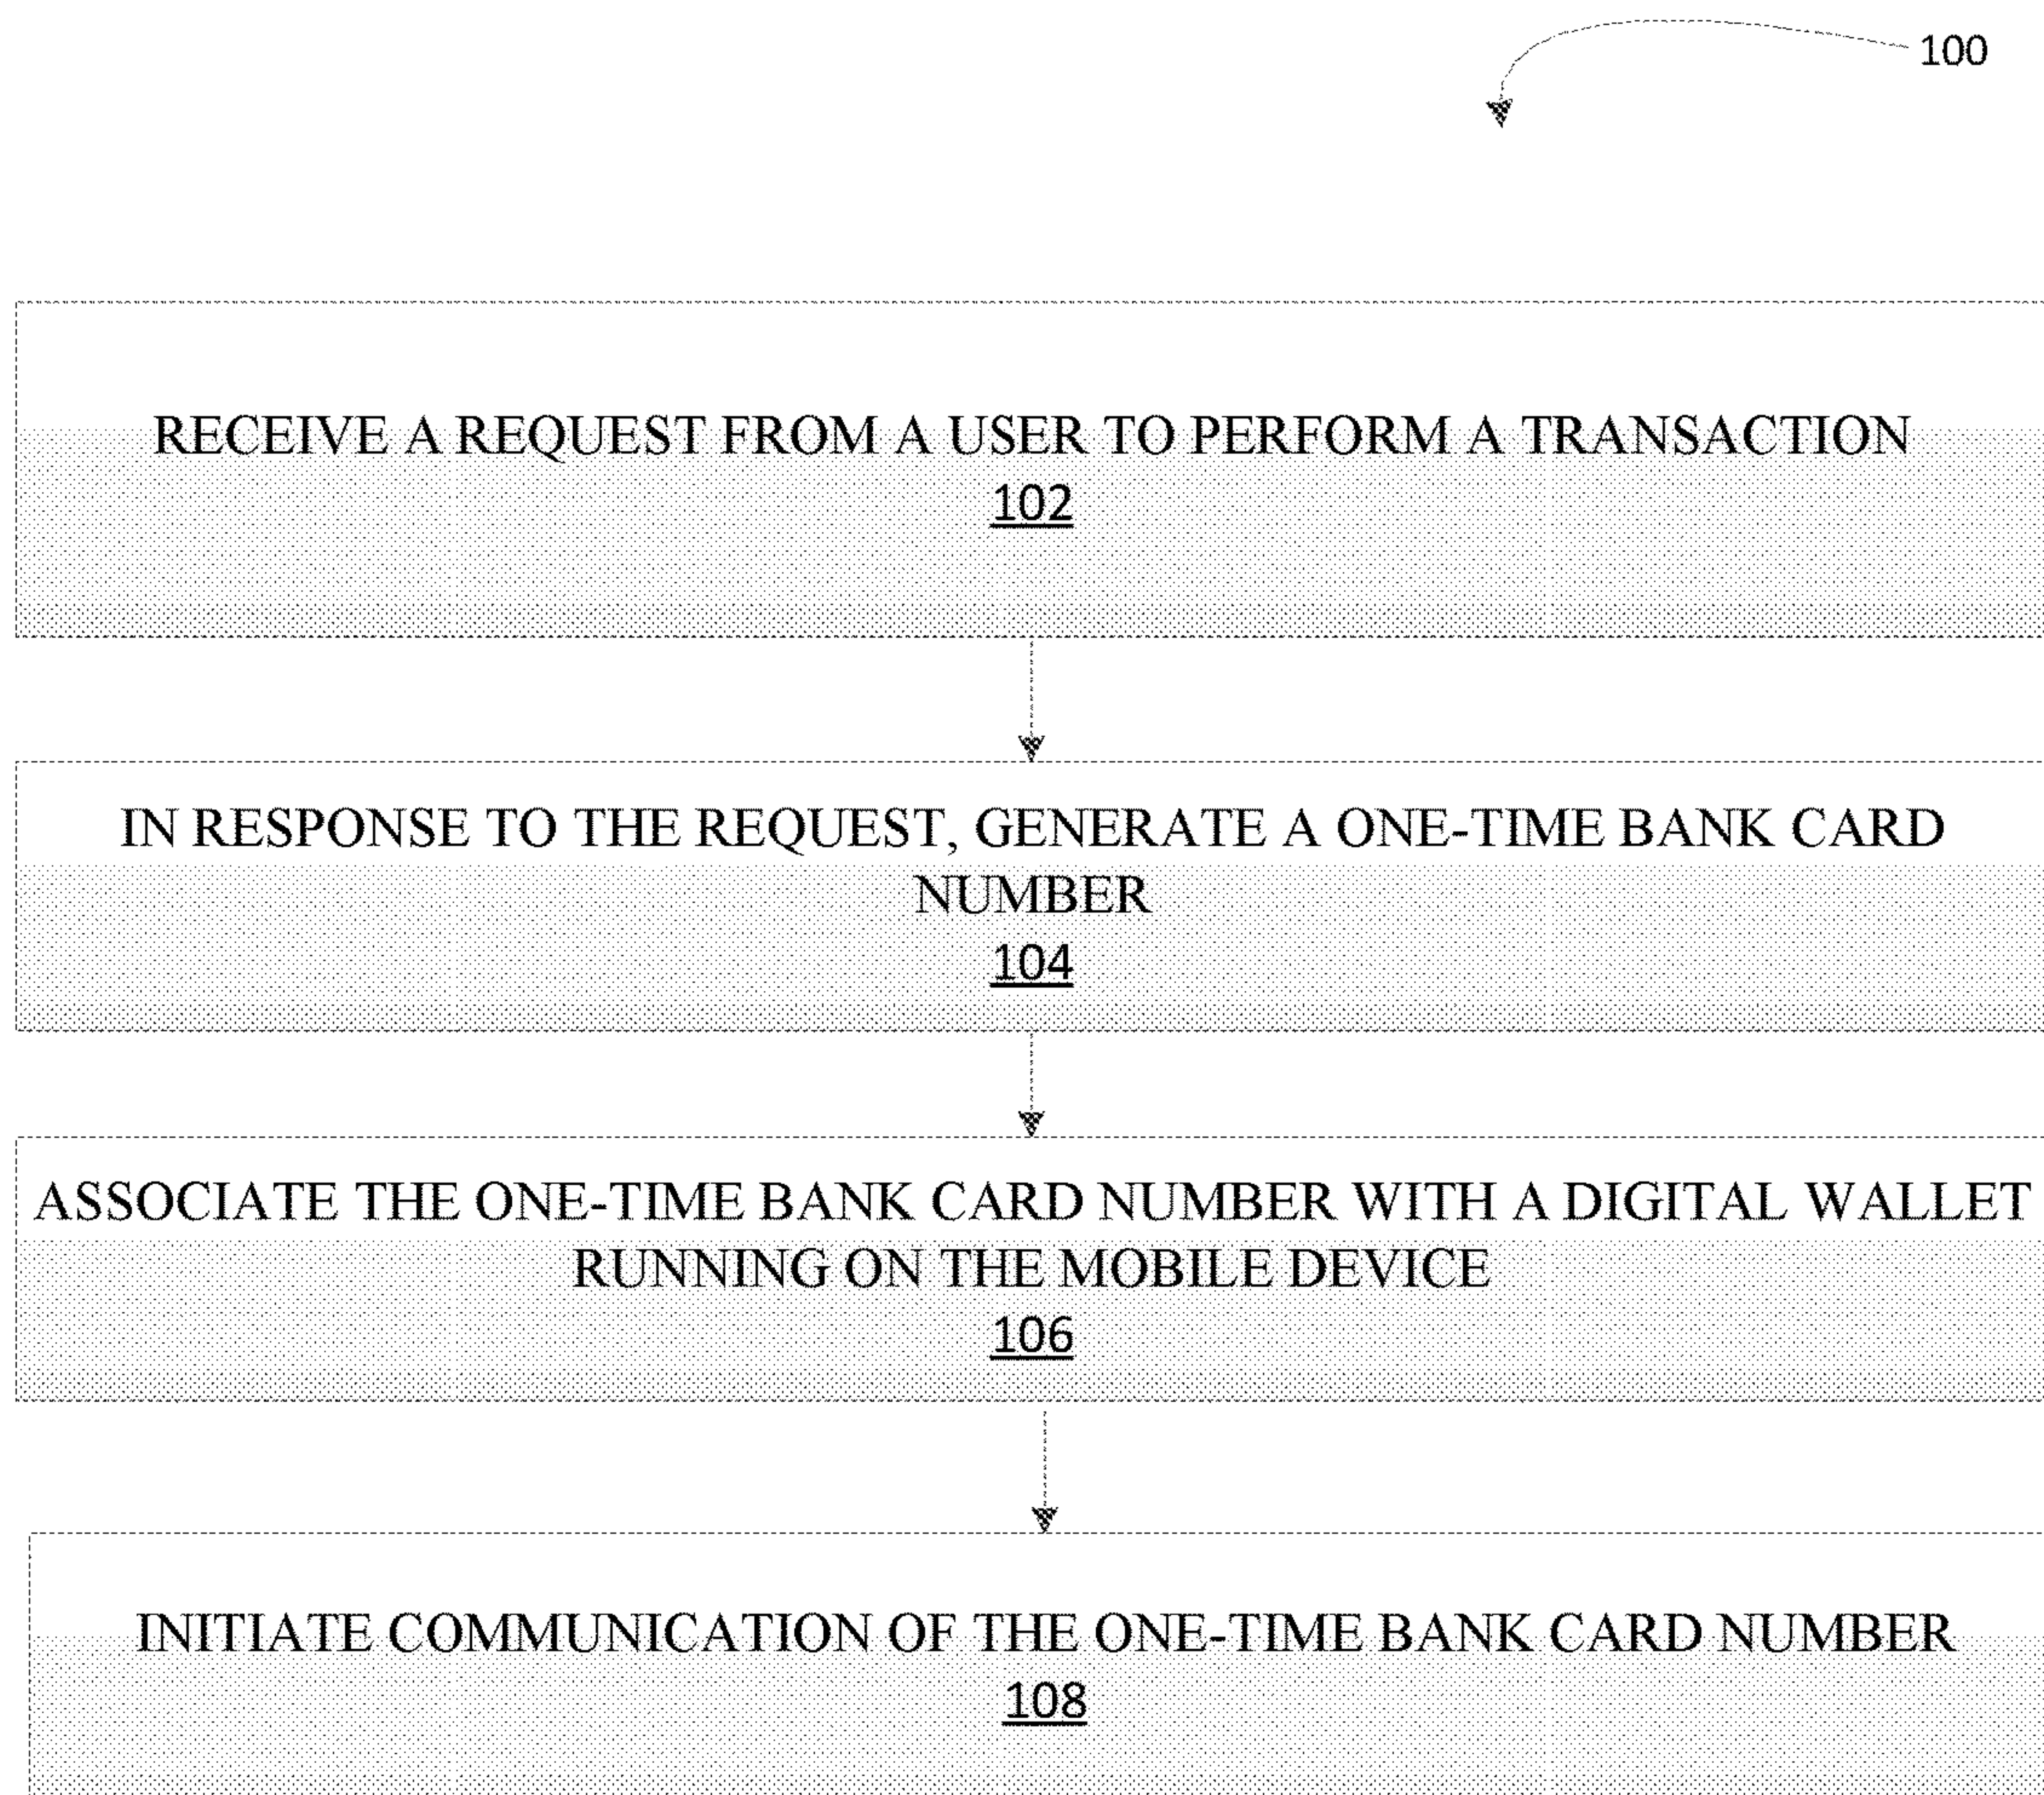 100
RECEIVE A REQUEST FROM A USER TO PERFORM A TRANSACTION
102
IN RESPONSE TO THE REQUEST, GENERATE A ONE-TIME BANK CARD
NUMBER
104
ASSOCIATE THE ONE-TIME BANK CARD NUMBER WITH A DIGITAL WALLET
RUNNING ON THE MOBILE DEVICE
106
INITIATE COMMUNICATION OF THE ONE-TIME BANK CARD NUMBER
108